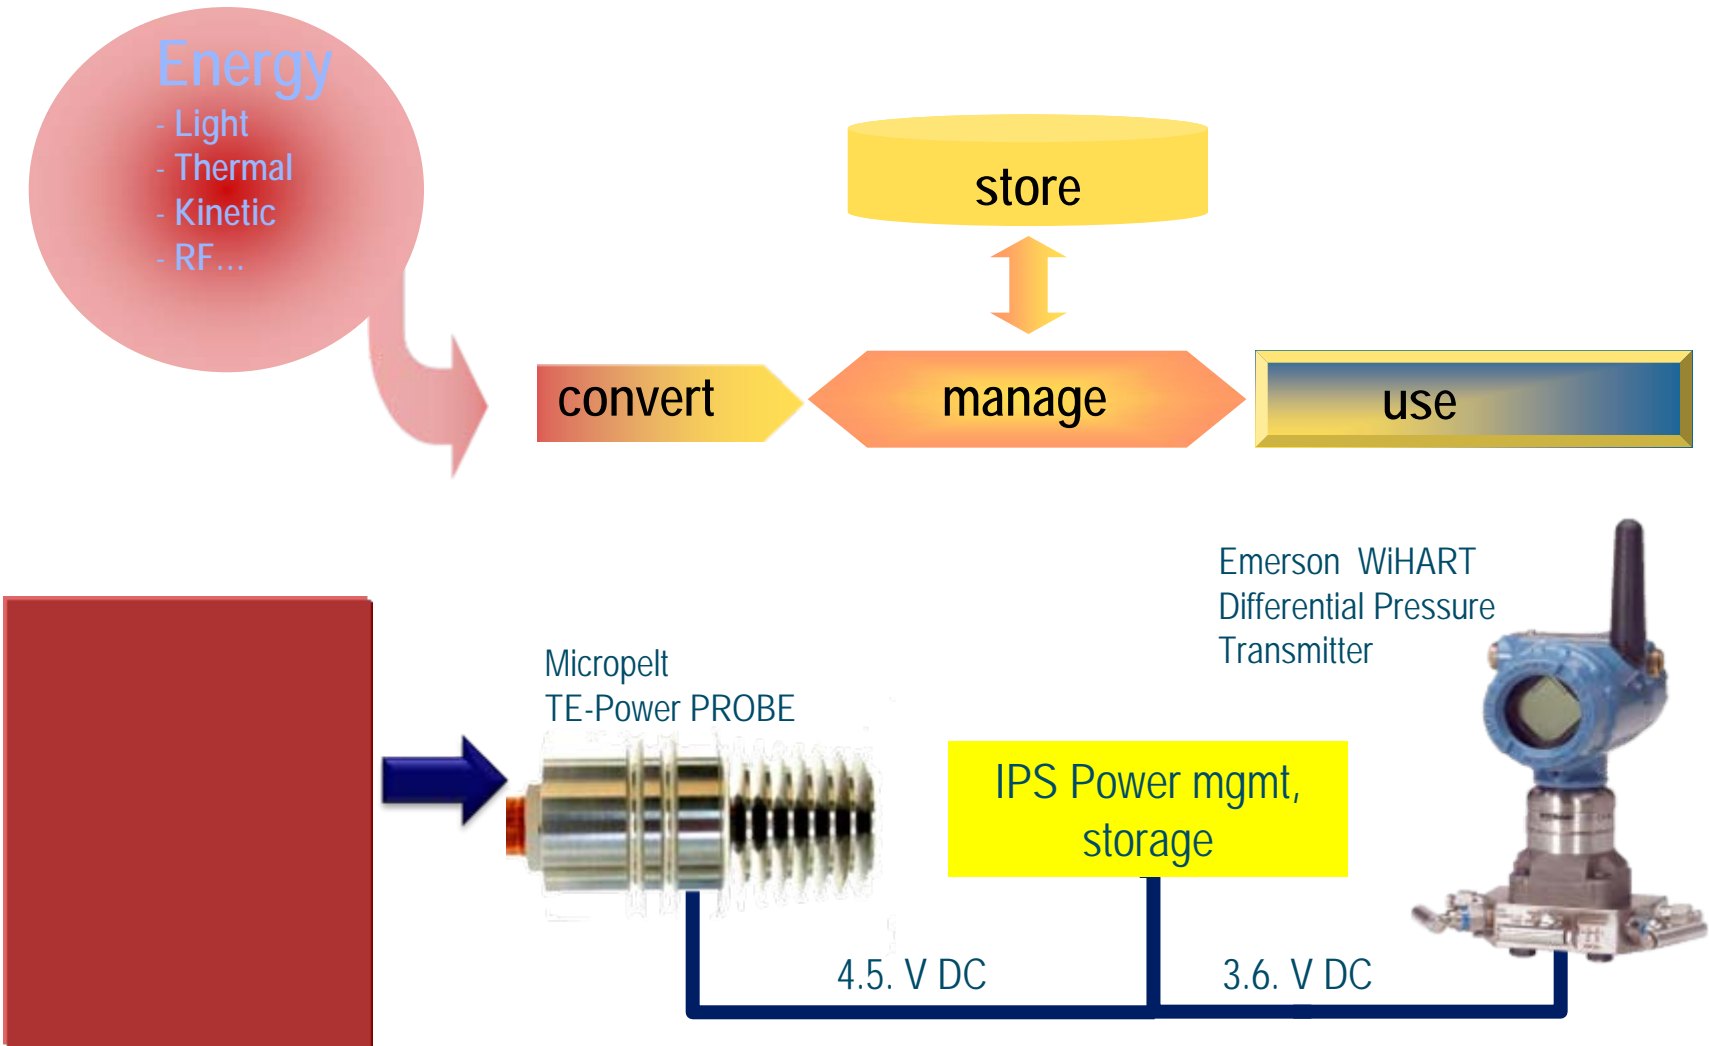 Energy
- Light
- Thermal
- Kinetic
- RF...
store
convert
manage
use
Emerson WiHART
Differential Pressure
Transmitter
Micropelt
TE-Power PROBE
IPS Power mgmt,
storage
4.5. V DC
3.6. V DC